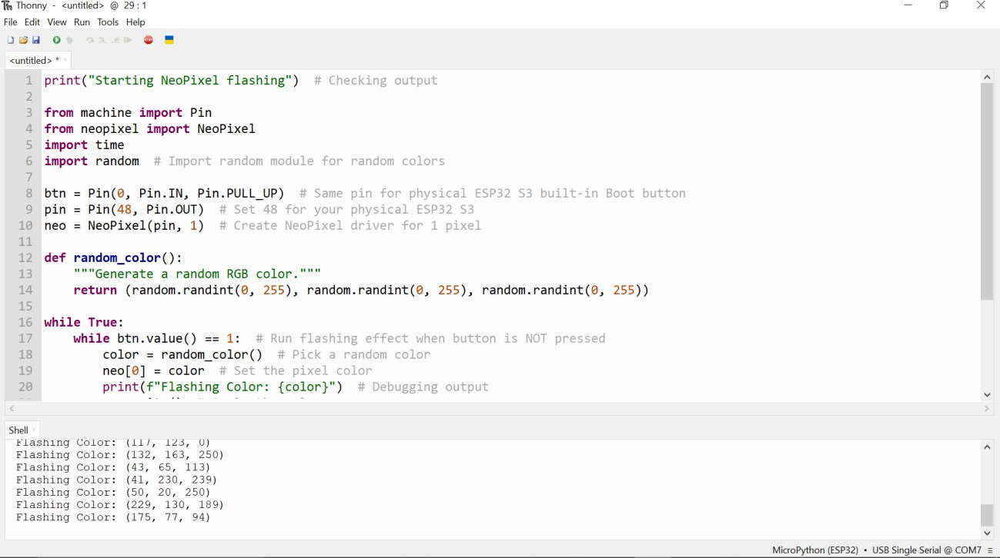 Thonny - <untitled> @ 29 : 1
File Edit View Run Tools Help
<untitled> *
1 print("Starting NeoPixel flashing")  # Checking output
2
3 from machine import Pin
4 from neopixel import NeoPixel
5 import time
6 import random  # Import random module for random colors
7
8 btn = Pin(0, Pin.IN, Pin.PULL_UP)  # Same pin for physical ESP32 S3 built-in Boot button
9 pin = Pin(48, Pin.OUT)  # Set 48 for your physical ESP32 S3
10 neo = NeoPixel(pin, 1)  # Create NeoPixel driver for 1 pixel
11
12 def random_color():
13     """Generate a random RGB color."""
14     return (random.randint(0, 255), random.randint(0, 255), random.randint(0, 255))
15
16 while True:
17     while btn.value() == 1:  # Run flashing effect when button is NOT pressed
18         color = random_color()  # Pick a random color
19         neo[0] = color  # Set the pixel color
20         print(f"Flashing Color: {color}")  # Debugging output
Shell
Flashing Color: (117, 123, 0)
Flashing Color: (132, 163, 250)
Flashing Color: (43, 65, 113)
Flashing Color: (41, 230, 239)
Flashing Color: (50, 20, 250)
Flashing Color: (229, 130, 189)
Flashing Color: (175, 77, 94)
MicroPython (ESP32) • USB Single Serial @ COM7 ≡